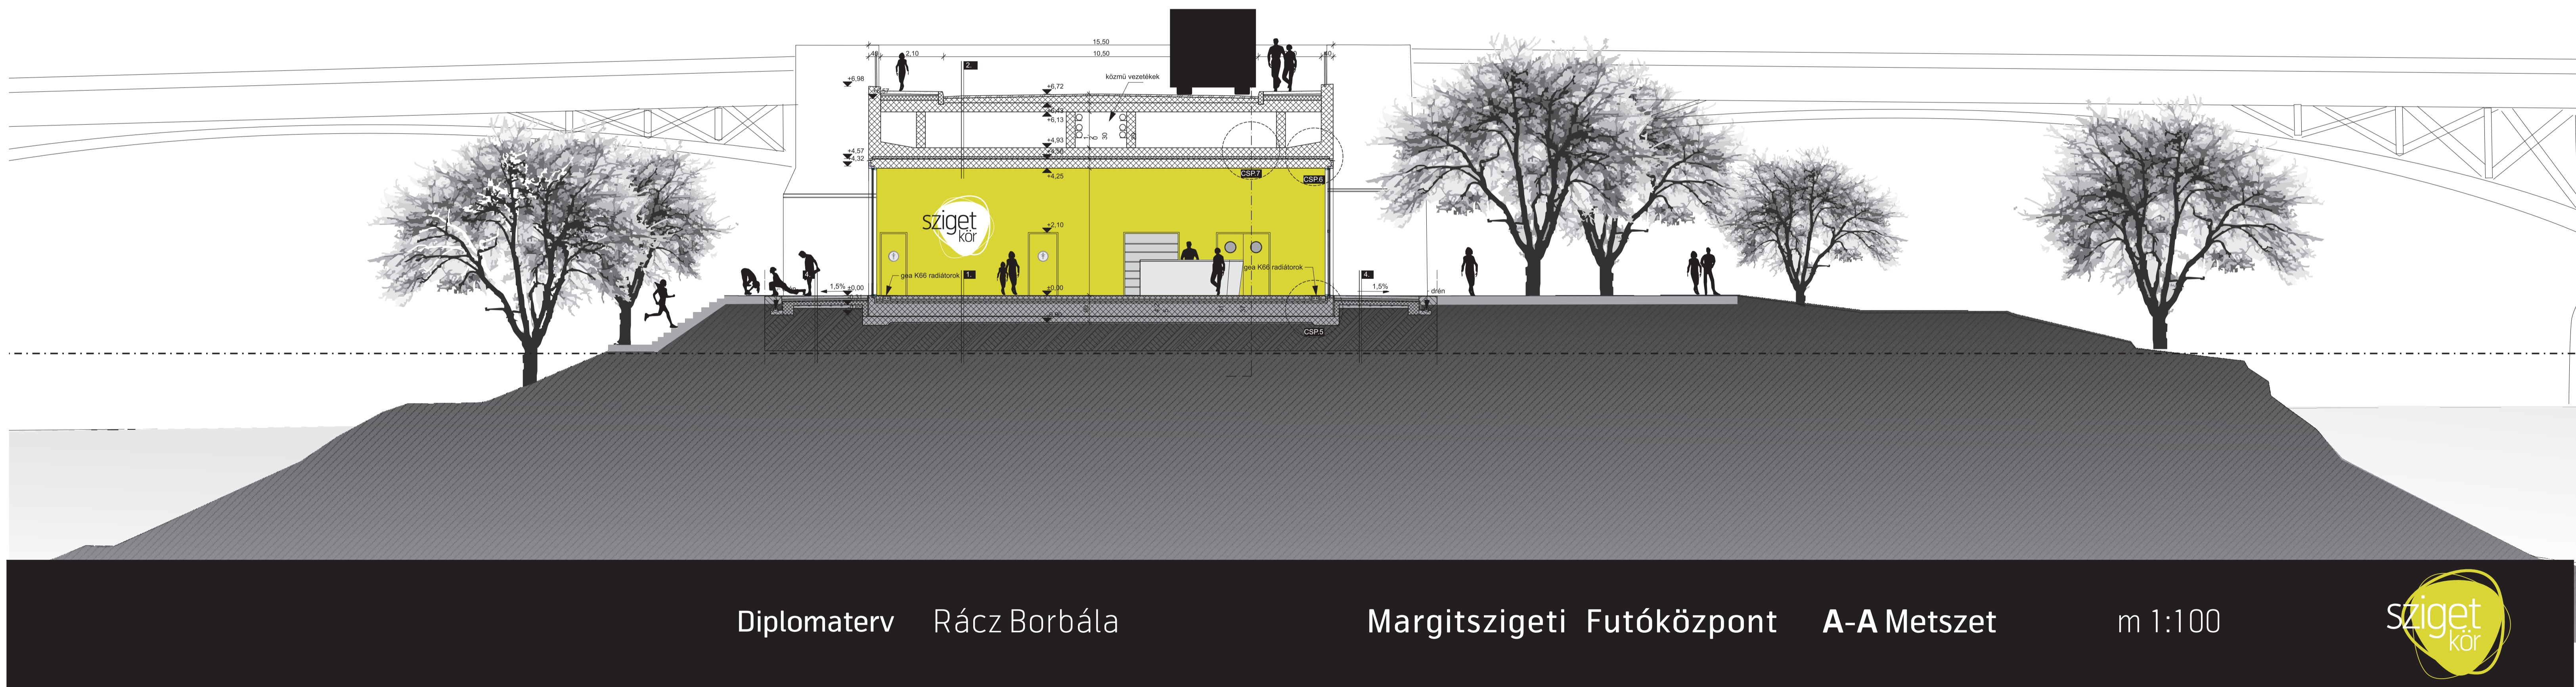 15,50
2,10
10,50
2.
közmü vezetékek
+6,98
+6,72
+6,13
30
+4,93
+4,57
+4,32
+4,25
CSP.7
CSP.6
sziget
kör
+2,10
gea K66 radiátorok
gea K66 radiátorok
4.
1.
4.
1,5%
±0,00
±0,00
1,5%
drén
CSP.5
Diplomaterv Rácz Borbála Margitszigeti Futóközpont A-A Metszet m 1:100
sziget
kör